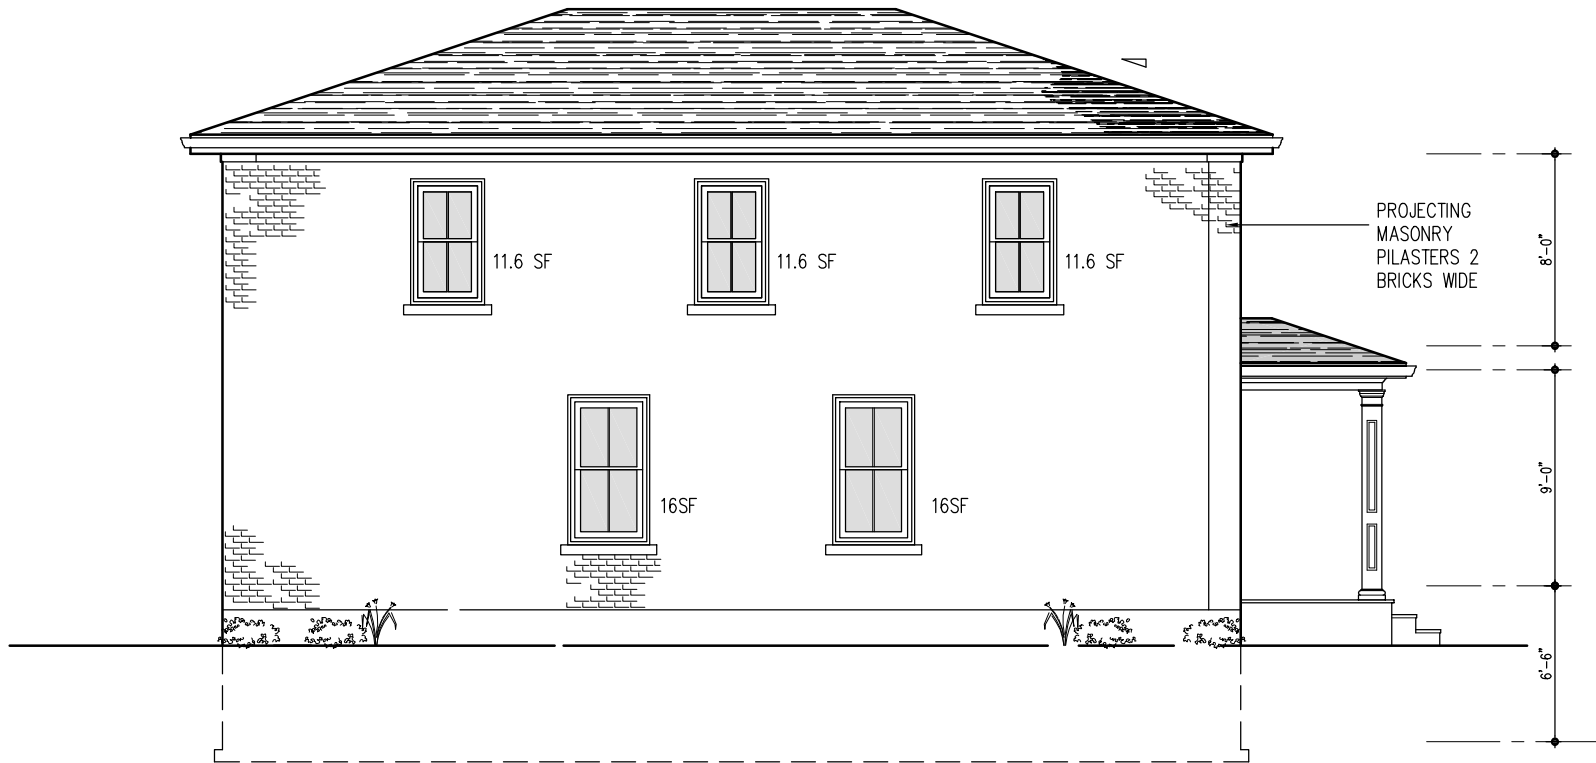 11.6 SF
11.6 SF
11.6 SF
PROJECTING
MASONRY
PILASTERS 2
BRICKS WIDE
8'-0"
16SF
16SF
9'-0"
6'-6"